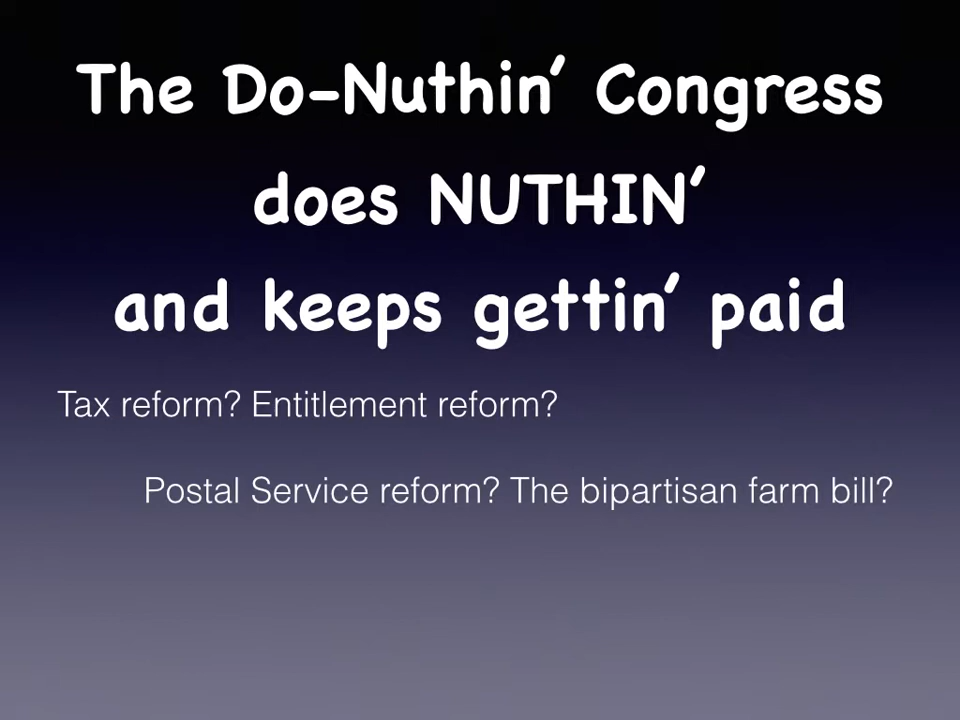 The Do-Nuthin’ Congress
does NUTHIN’
and keeps gettin’ paid
Tax reform? Entitlement reform?
Postal Service reform? The bipartisan farm bill?